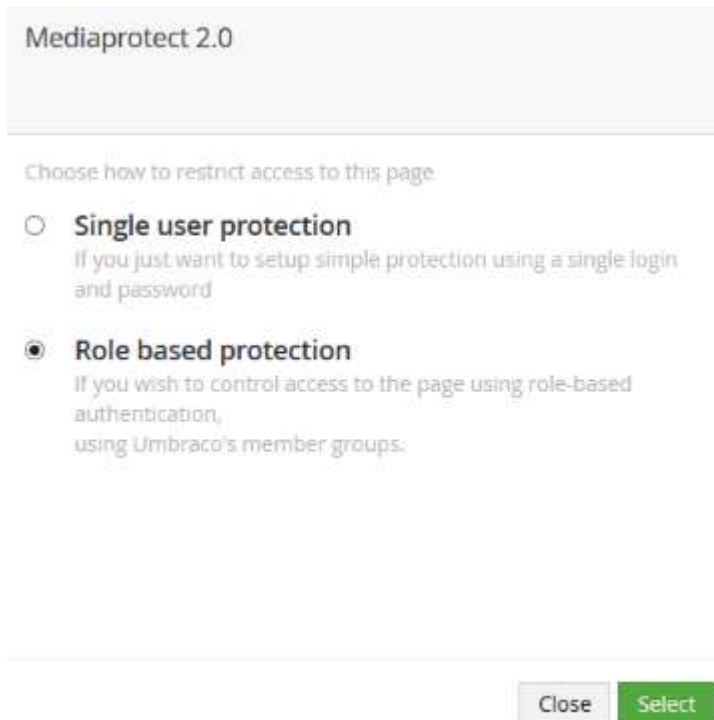 Mediaprotect 2.0
Choose how to restrict access to this page
Single user protection
If you just want to setup simple protection using a single login
and password
Role based protection
If you wish to control access to the page using role-based
authentication,
using Umbraco's member groups.
Close Select